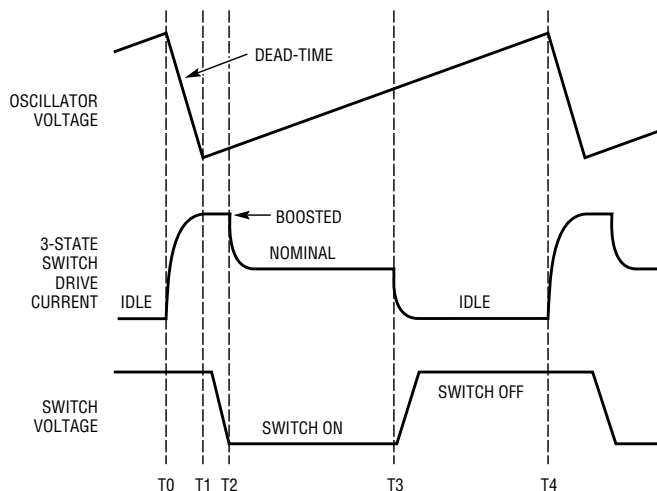 DEAD-TIME
OSCILLATOR
VOLTAGE
BOOSTED
3-STATE
SWITCH
DRIVE
CURRENT
IDLE
NOMINAL
IDLE
SWITCH
VOLTAGE
SWITCH ON
SWITCH OFF
T0 T1 T2 T3 T4